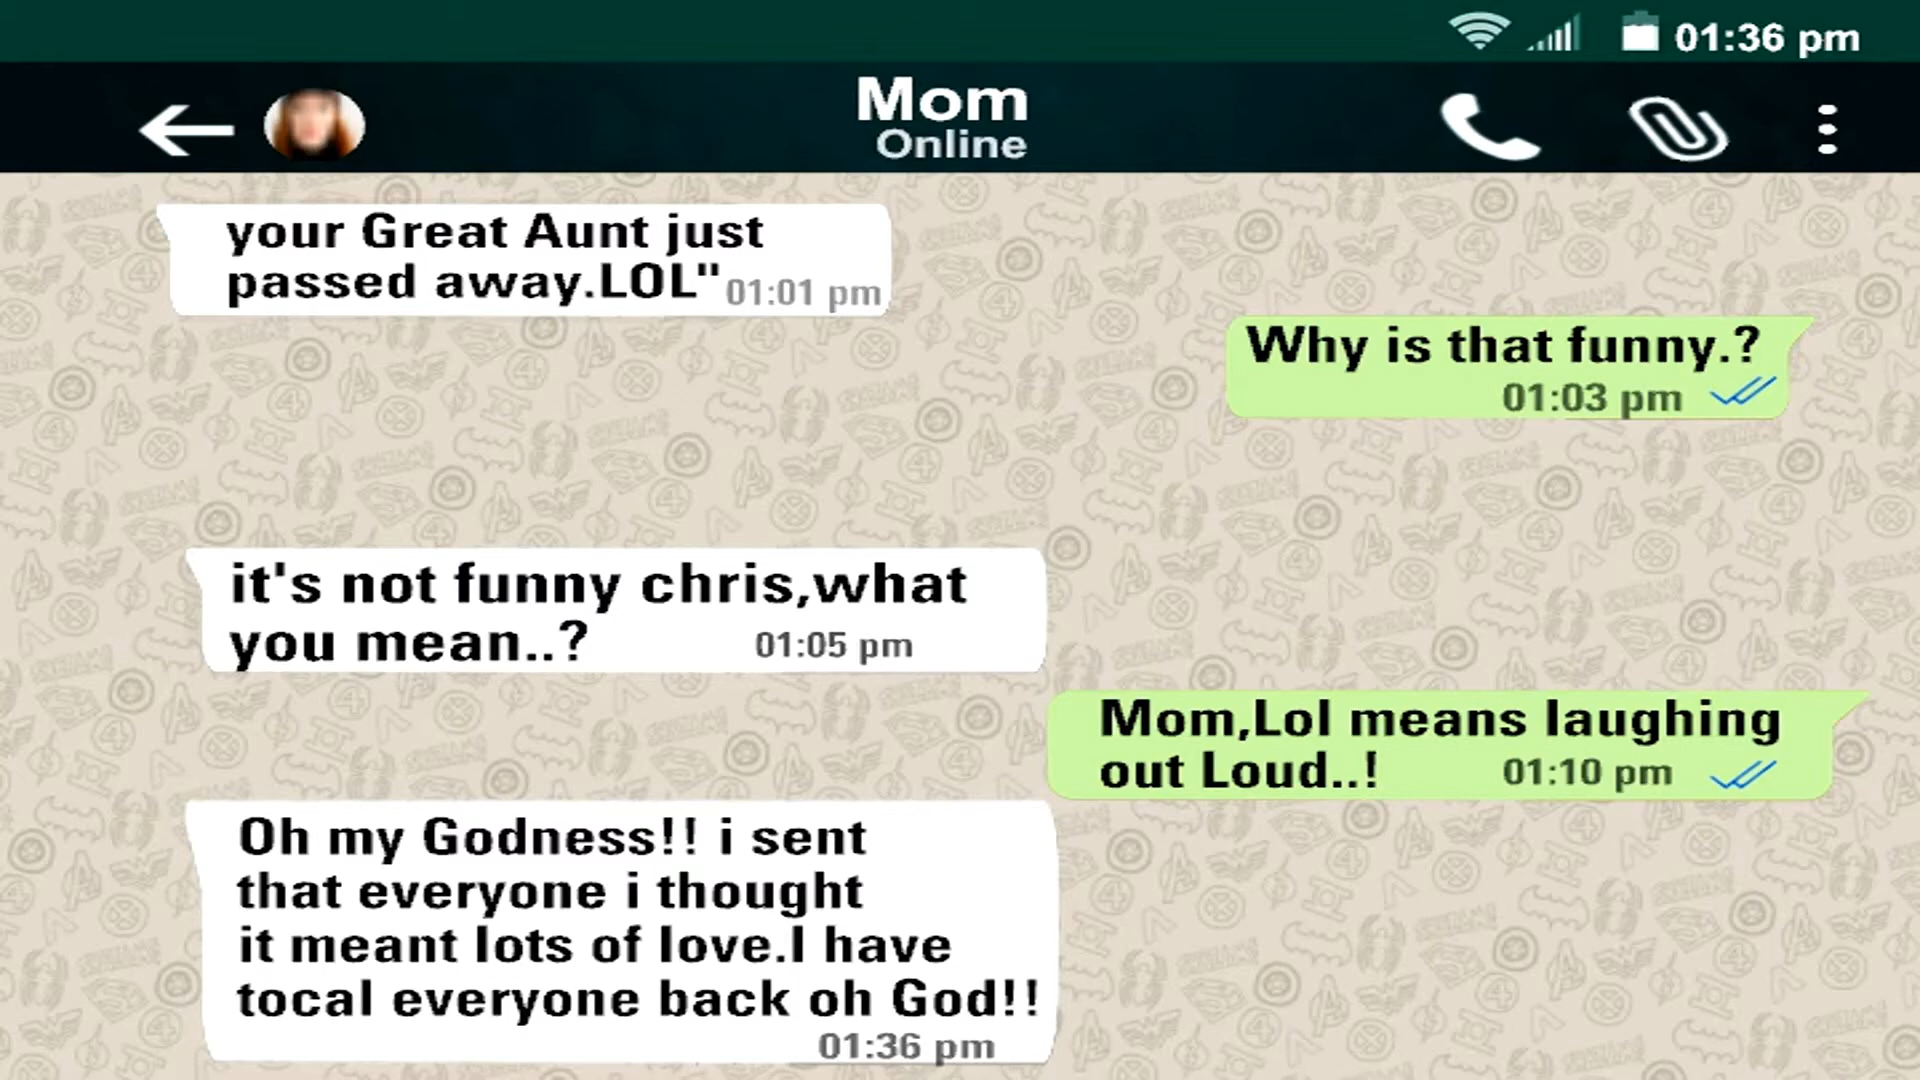 01:36 pm
Mom
Online
your Great Aunt just
passed away.LOL" 01:01 pm
Why is that funny.?
01:03 pm
it's not funny chris,what
you mean..? 01:05 pm
Mom,Lol means laughing
out Loud..! 01:10 pm
Oh my Godness!! i sent
that everyone i thought
it meant lots of love.I have
tocal everyone back oh God!!
01:36 pm